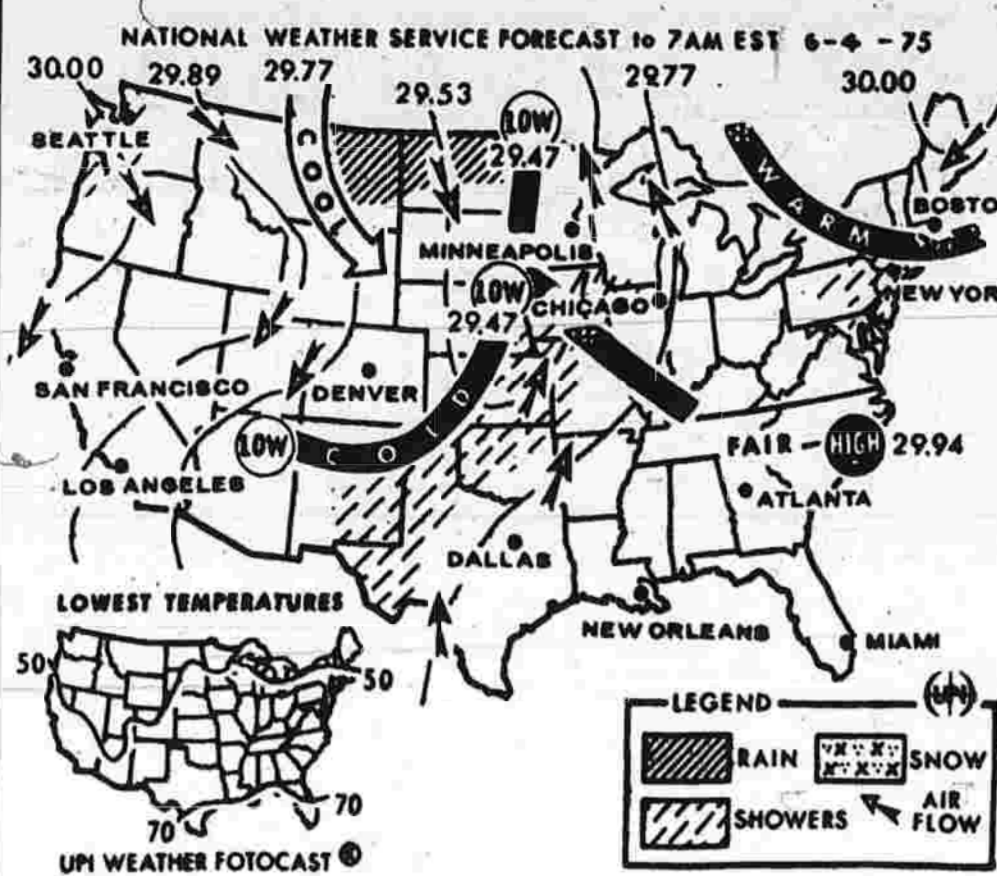 NATIONAL WEATHER SERVICE FORECAST to 7AM EST 6-4-75
30.00 29.89 29.77 29.53 29.77 30.00
LOW
29.47
SEATTLE
COOL
WARM
BOSTO
MINNEAPOLIS
LOW
29.47
CHICAGO
NEW YOR
SAN FRANCISCO
DENVER
COLD
LOW
FAIR - HIGH 29.94
LOS ANGELES
ATLANTA
DALLAS
LOWEST TEMPERATURES
NEW ORLEANS
MIAMI
50
50
LEGEND
UPI
RAIN
SNOW
SHOWERS
AIR
FLOW
70
70
UPI WEATHER FOTOCAST ®